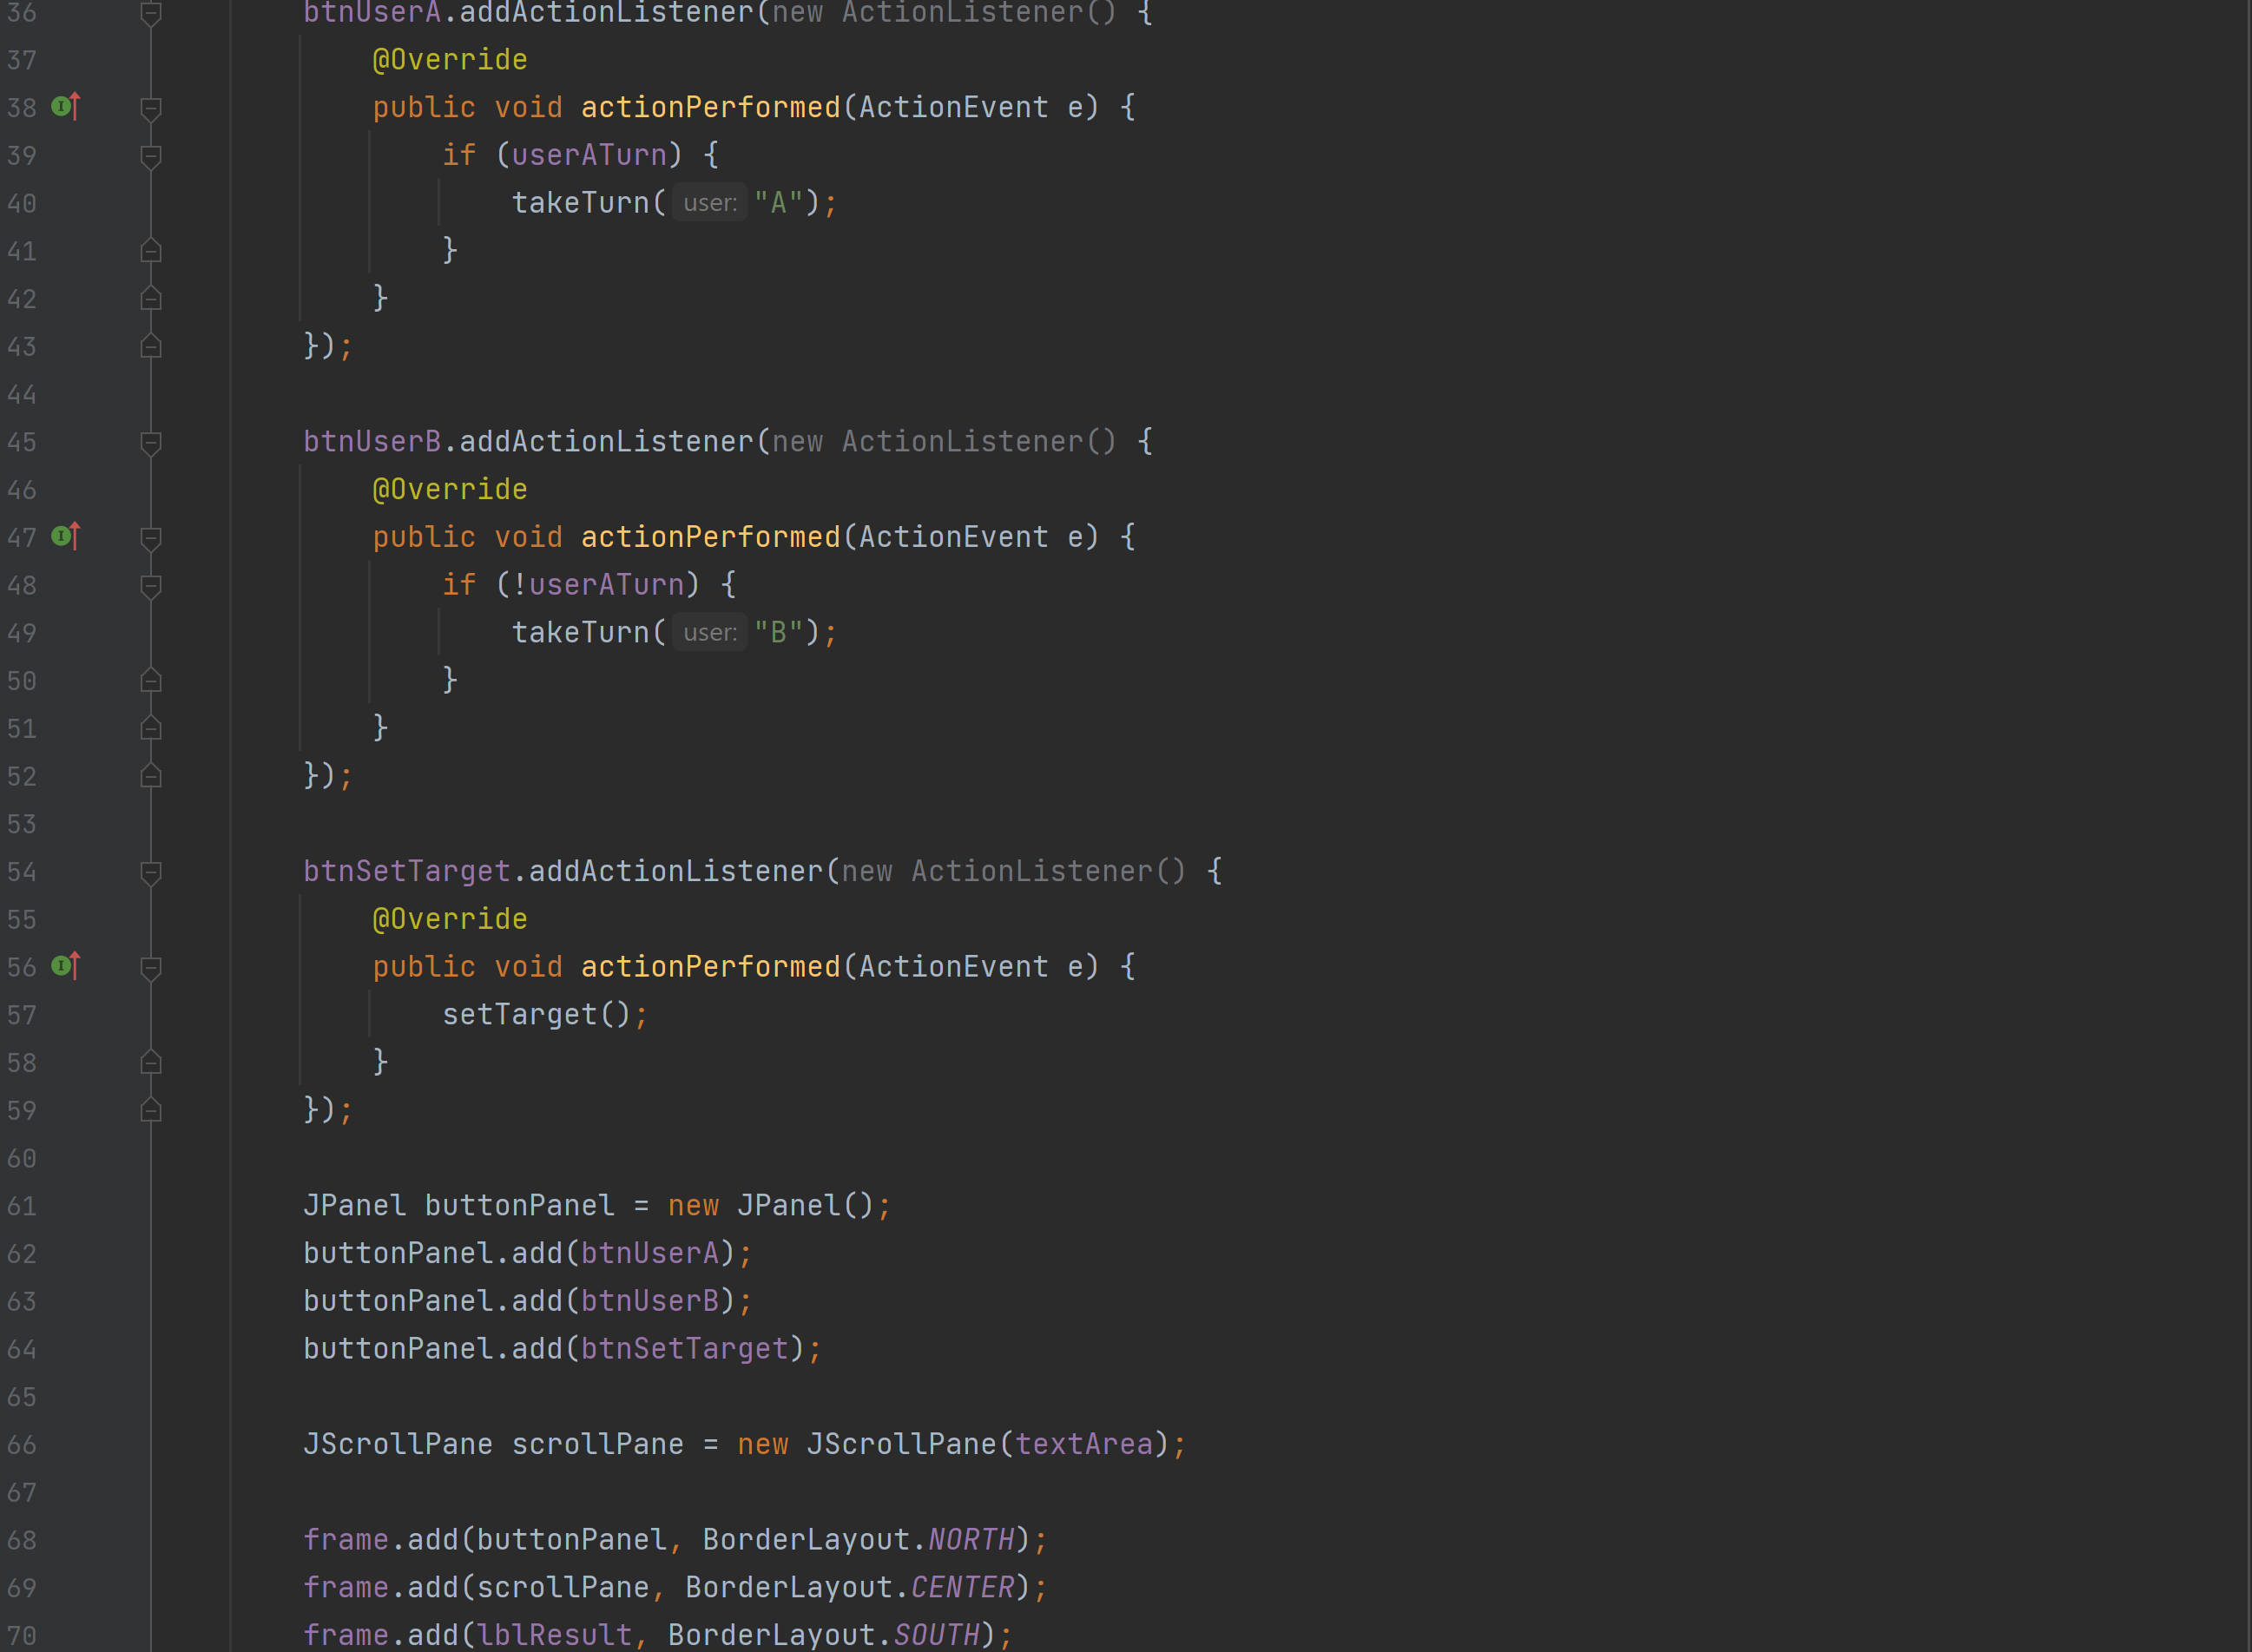 36 btnUserA.addActionListener(new ActionListener() {
37 @Override
38 public void actionPerformed(ActionEvent e) {
39 if (userATurn) {
40 takeTurn( user: "A");
41 }
42 }
43 });
44
45 btnUserB.addActionListener(new ActionListener() {
46 @Override
47 public void actionPerformed(ActionEvent e) {
48 if (!userATurn) {
49 takeTurn( user: "B");
50 }
51 }
52 });
53
54 btnSetTarget.addActionListener(new ActionListener() {
55 @Override
56 public void actionPerformed(ActionEvent e) {
57 setTarget();
58 }
59 });
60
61 JPanel buttonPanel = new JPanel();
62 buttonPanel.add(btnUserA);
63 buttonPanel.add(btnUserB);
64 buttonPanel.add(btnSetTarget);
65
66 JScrollPane scrollPane = new JScrollPane(textArea);
67
68 frame.add(buttonPanel, BorderLayout.NORTH);
69 frame.add(scrollPane, BorderLayout.CENTER);
70 frame.add(lblResult, BorderLayout.SOUTH);